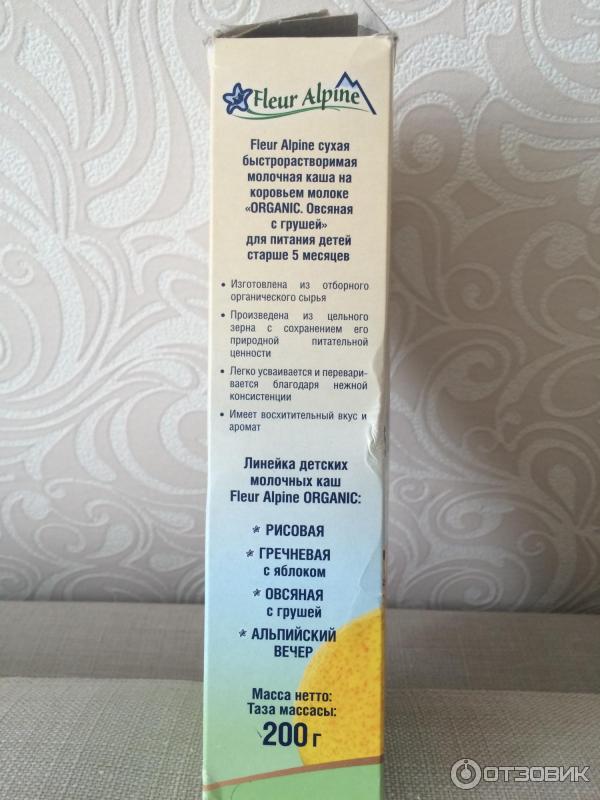 Fleur Alpine
Fleur Alpine сухая
быстрорастворимая
молочная каша на
коровьем молоке
«ORGANIC. Овсяная
с грушей»
для питания детей
старше 5 месяцев
• Изготовлена из отборного
органического сырья
• Произведена из цельного
зерна с сохранением его
природной питательной
ценности
• Легко усваивается и перевари-
вается благодаря нежной
консистенции
• Имеет восхитительный вкус и
аромат
Линейка детских
молочных каш
Fleur Alpine ORGANIC:
РИСОВАЯ
ГРЕЧНЕВАЯ
с яблоком
ОВСЯНАЯ
с грушей
АЛЬПИЙСКИЙ
ВЕЧЕР
Масса нетто:
Таза массасы:
200 г
ОТЗОВИК